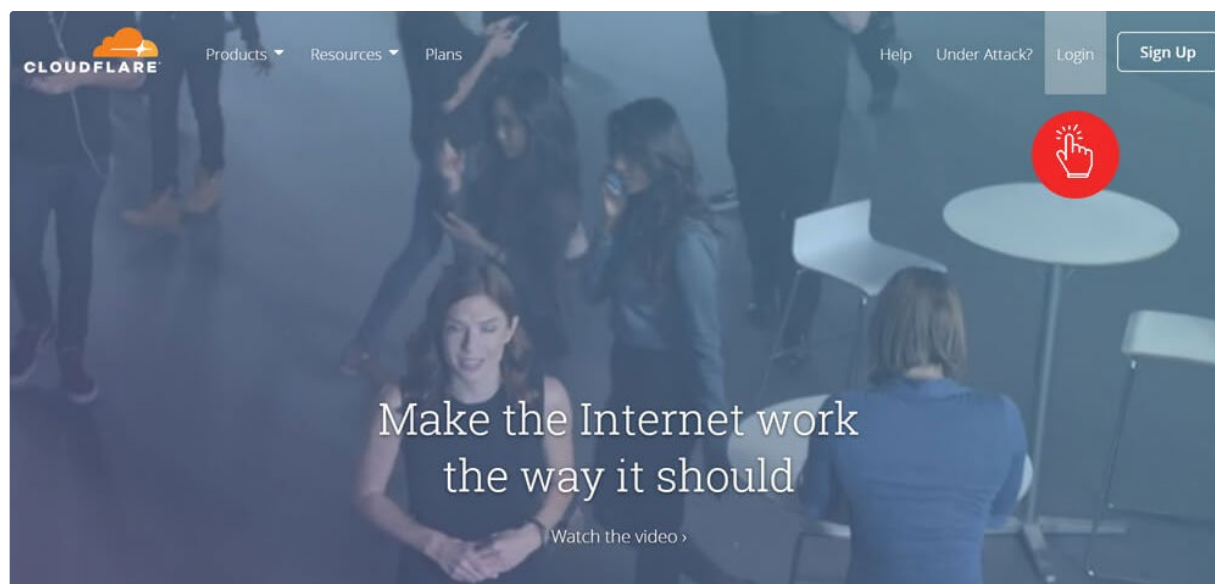 CLOUDFLARE
Products Resources Plans Help Under Attack? Login Sign Up
Make the Internet work
the way it should
Watch the video ›